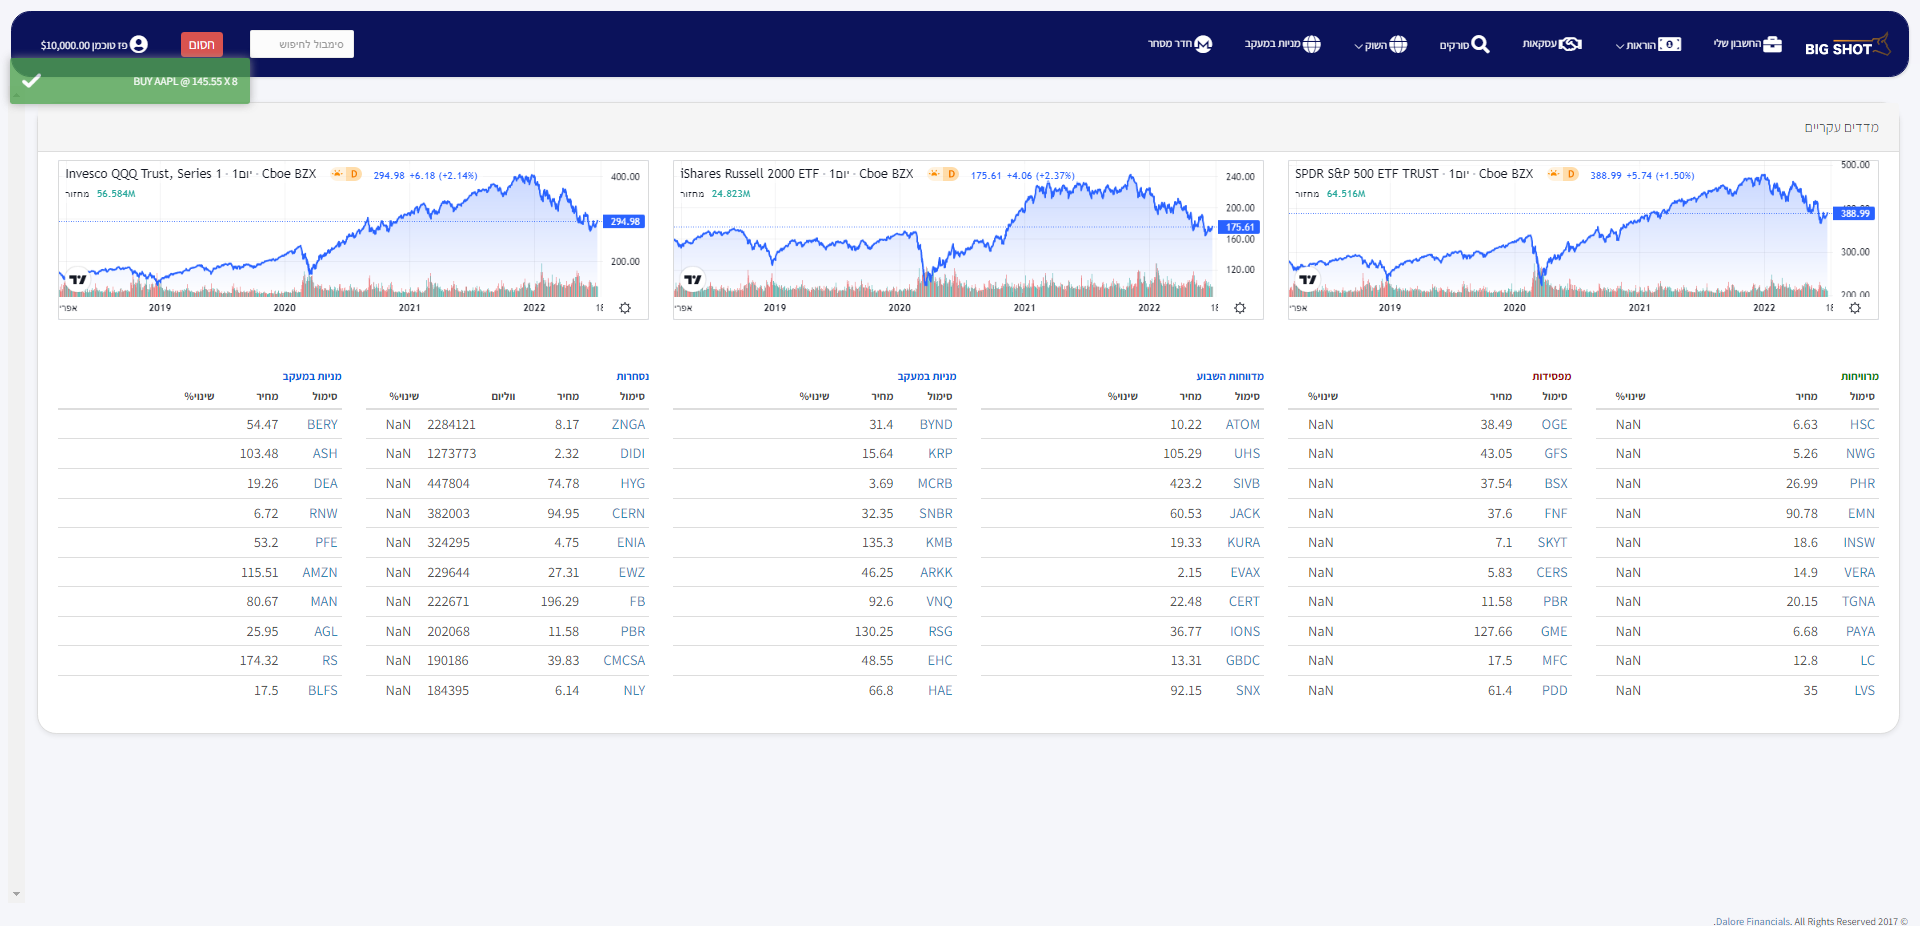 BIG SHOT
החשבון שלי
הוראות
עסקאות
סורקים
השוק
מניות במעקב
חדר מסחר
סימבול לחיפוש
חסום
פז טוכמן $10,000.00
BUY AAPL @ 145.55 X 8
מדדים עקריים
SPDR S&P 500 ETF TRUST · 1יום · Cboe BZX D 388.99 +5.74 (+1.50%)
מחזור 64.516M
500.00
388.99
300.00
200.00
אפרי 2019 2020 2021 2022 18
iShares Russell 2000 ETF · 1יום · Cboe BZX D 175.61 +4.06 (+2.37%)
מחזור 24.823M
240.00
200.00
175.61
160.00
120.00
אפרי 2019 2020 2021 2022 18
Invesco QQQ Trust, Series 1 · 1יום · Cboe BZX D 294.98 +6.18 (+2.14%)
מחזור 56.584M
400.00
294.98
200.00
אפרי 2019 2020 2021 2022 18
מרוויחות
סימול מחיר שינוי%
HSC 6.63 NaN
NWG 5.26 NaN
PHR 26.99 NaN
EMN 90.78 NaN
INSW 18.6 NaN
VERA 14.9 NaN
TGNA 20.15 NaN
PAYA 6.68 NaN
LC 12.8 NaN
LVS 35 NaN
מפסידות
סימול מחיר שינוי%
OGE 38.49 NaN
GFS 43.05 NaN
BSX 37.54 NaN
FNF 37.6 NaN
SKYT 7.1 NaN
CERS 5.83 NaN
PBR 11.58 NaN
GME 127.66 NaN
MFC 17.5 NaN
PDD 61.4 NaN
מדווחות השבוע
סימול מחיר שינוי%
ATOM 10.22
UHS 105.29
SIVB 423.2
JACK 60.53
KURA 19.33
EVAX 2.15
CERT 22.48
IONS 36.77
GBDC 13.31
SNX 92.15
מניות במעקב
סימול מחיר שינוי%
BYND 31.4
KRP 15.64
MCRB 3.69
SNBR 32.35
KMB 135.3
ARKK 46.25
VNQ 92.6
RSG 130.25
EHC 48.55
HAE 66.8
נסחרות
סימול מחיר ווליום שינוי%
ZNGA 8.17 2284121 NaN
DIDI 2.32 1273773 NaN
HYG 74.78 447804 NaN
CERN 94.95 382003 NaN
ENIA 4.75 324295 NaN
EWZ 27.31 229644 NaN
FB 196.29 222671 NaN
PBR 11.58 202068 NaN
CMCSA 39.83 190186 NaN
NLY 6.14 184395 NaN
מניות במעקב
סימול מחיר שינוי%
BERY 54.47
ASH 103.48
DEA 19.26
RNW 6.72
PFE 53.2
AMZN 115.51
MAN 80.67
AGL 25.95
RS 174.32
BLFS 17.5
.Dalore Financials. All Rights Reserved 2017 ©